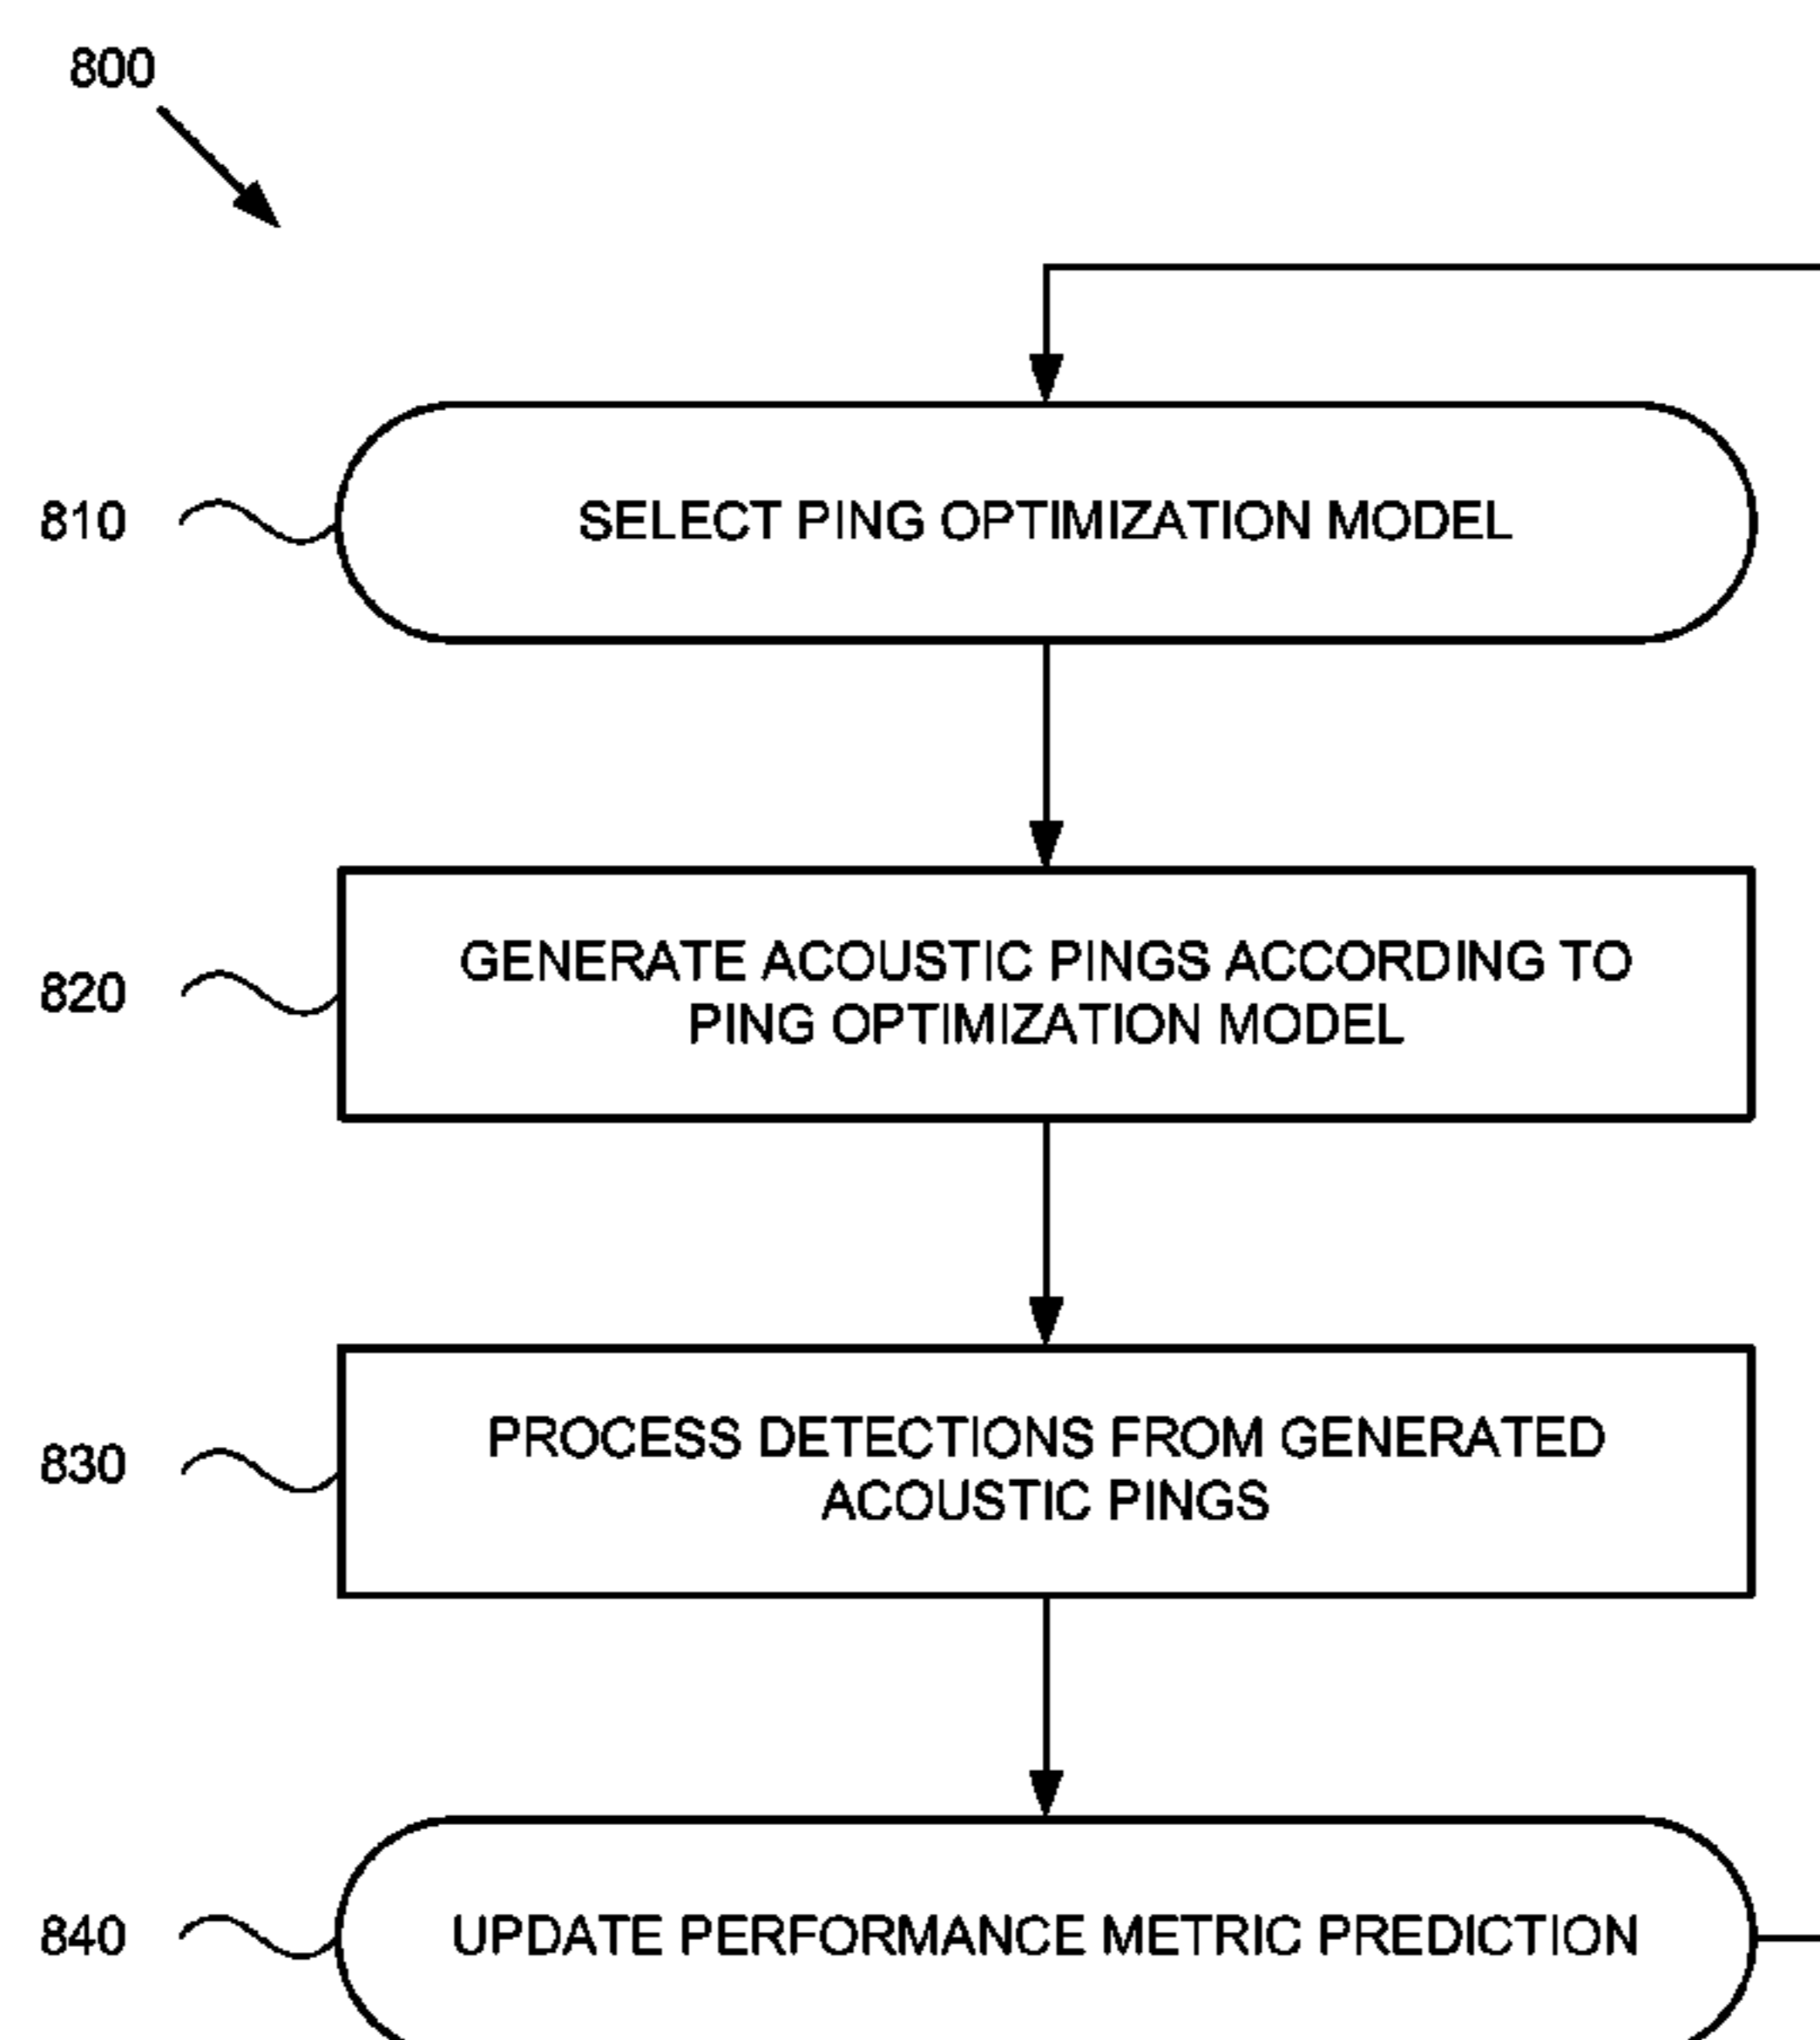 800
810
SELECT PING OPTIMIZATION MODEL
820
GENERATE ACOUSTIC PINGS ACCORDING TO
PING OPTIMIZATION MODEL
830
PROCESS DETECTIONS FROM GENERATED
ACOUSTIC PINGS
840
UPDATE PERFORMANCE METRIC PREDICTION